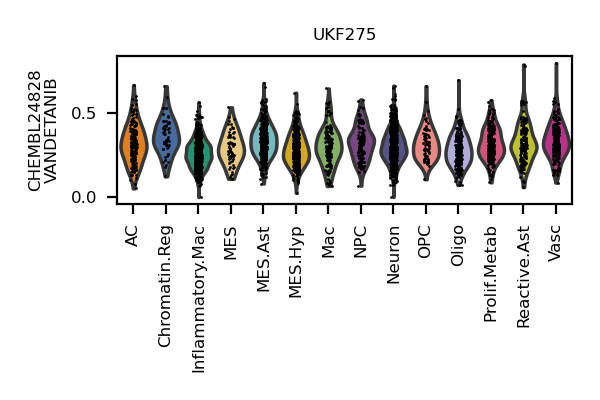 UKF275
CHEMBL24828
VANDETANIB
0.5
0.0
AC
Chromatin.Reg
Inflammatory.Mac
MES
MES.Ast
MES.Hyp
Mac
NPC
Neuron
OPC
Oligo
Prolif.Metab
Reactive.Ast
Vasc